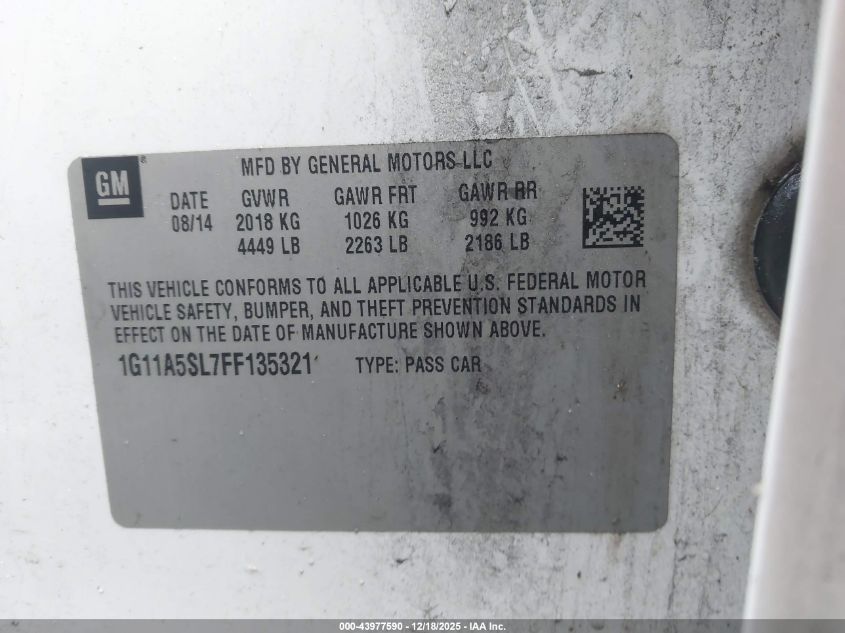 GM®
MFD BY GENERAL MOTORS LLC
DATE GVWR GAWR FRT GAWR RR
08/14 2018 KG 1026 KG 992 KG
4449 LB 2263 LB 2186 LB
THIS VEHICLE CONFORMS TO ALL APPLICABLE U.S. FEDERAL MOTOR
VEHICLE SAFETY, BUMPER, AND THEFT PREVENTION STANDARDS IN
EFFECT ON THE DATE OF MANUFACTURE SHOWN ABOVE.
1G11A5SL7FF135321 TYPE: PASS CAR
000-43977590 - 12/18/2025 - IAA Inc.